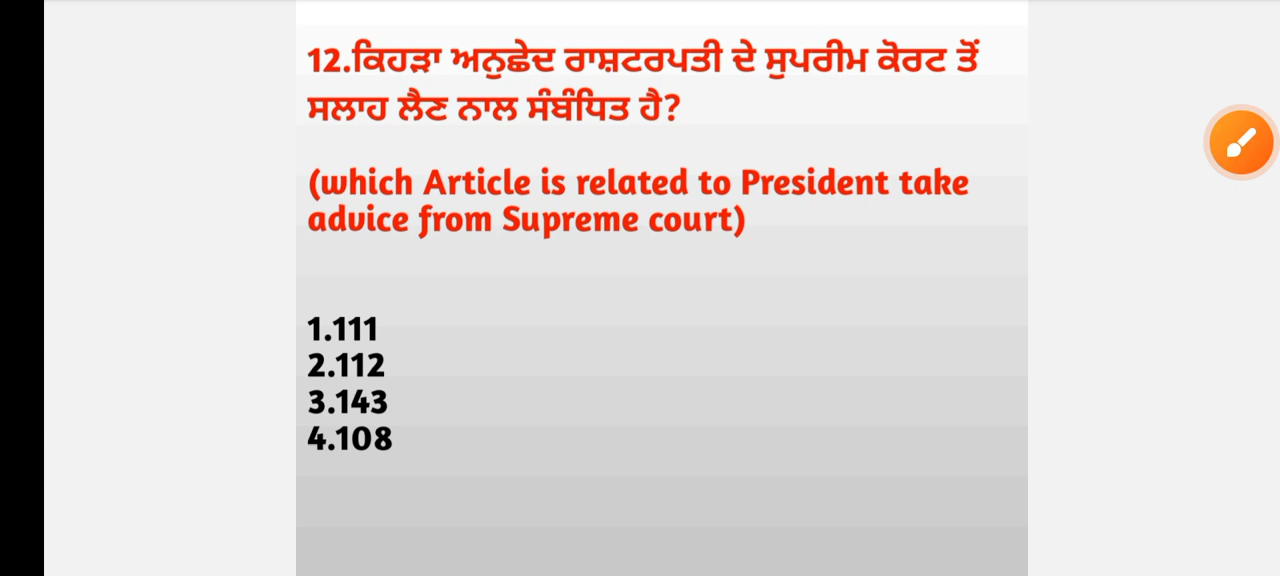 12.ਕਿਹੜਾ ਅਨੁਛੇਦ ਰਾਸ਼ਟਰਪਤੀ ਦੇ ਸੁਪਰੀਮ ਕੋਰਟ ਤੋਂ
ਸਲਾਹ ਲੈਣ ਨਾਲ ਸੰਬੰਧਿਤ ਹੈ?
(which Article is related to President take
advice from Supreme court)
1.111
2.112
3.143
4.108